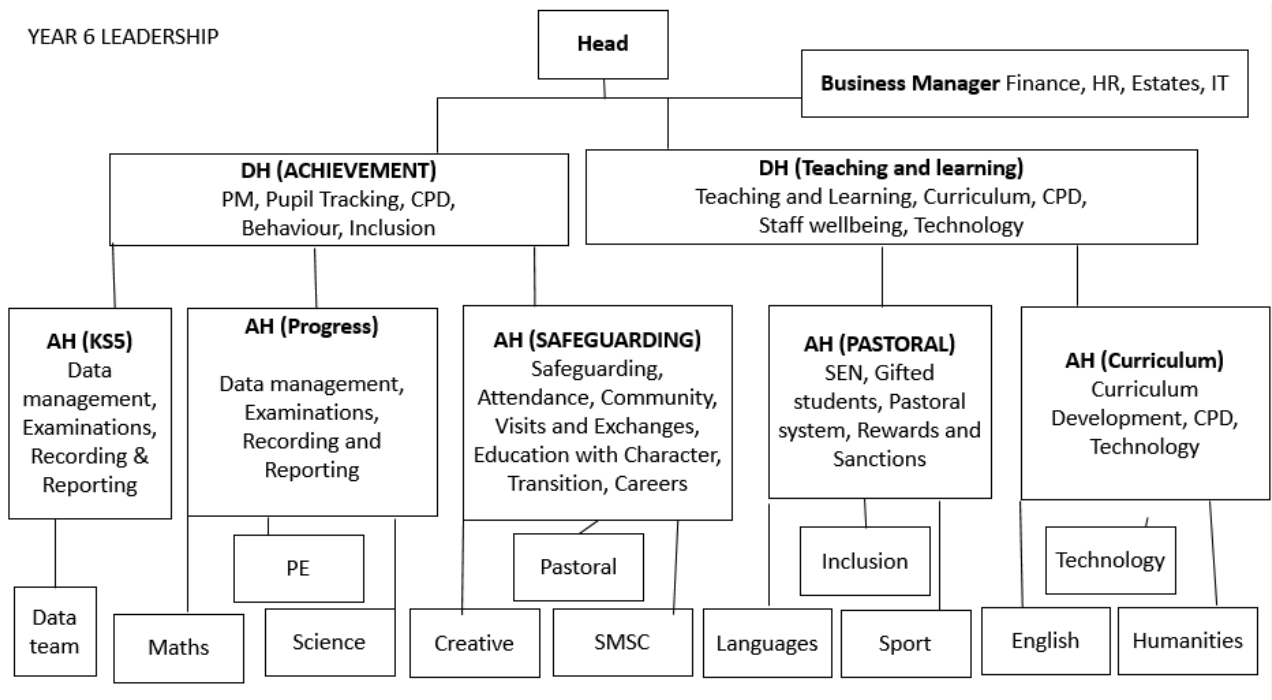 YEAR 6 LEADERSHIP
Head
Business Manager Finance, HR, Estates, IT
DH (ACHIEVEMENT)
PM, Pupil Tracking, CPD,
Behaviour, Inclusion
DH (Teaching and learning)
Teaching and Learning, Curriculum, CPD,
Staff wellbeing, Technology
AH (KS5)
Data
management,
Examinations,
Recording &
Reporting
AH (Progress)
Data management,
Examinations,
Recording and
Reporting
AH (SAFEGUARDING)
Safeguarding,
Attendance, Community,
Visits and Exchanges,
Education with Character,
Transition, Careers
AH (PASTORAL)
SEN, Gifted
students, Pastoral
system, Rewards and
Sanctions
AH (Curriculum)
Curriculum
Development, CPD,
Technology
Data
team
Maths
PE
Science
Creative
Pastoral
SMSC
Languages
Inclusion
Sport
English
Technology
Humanities